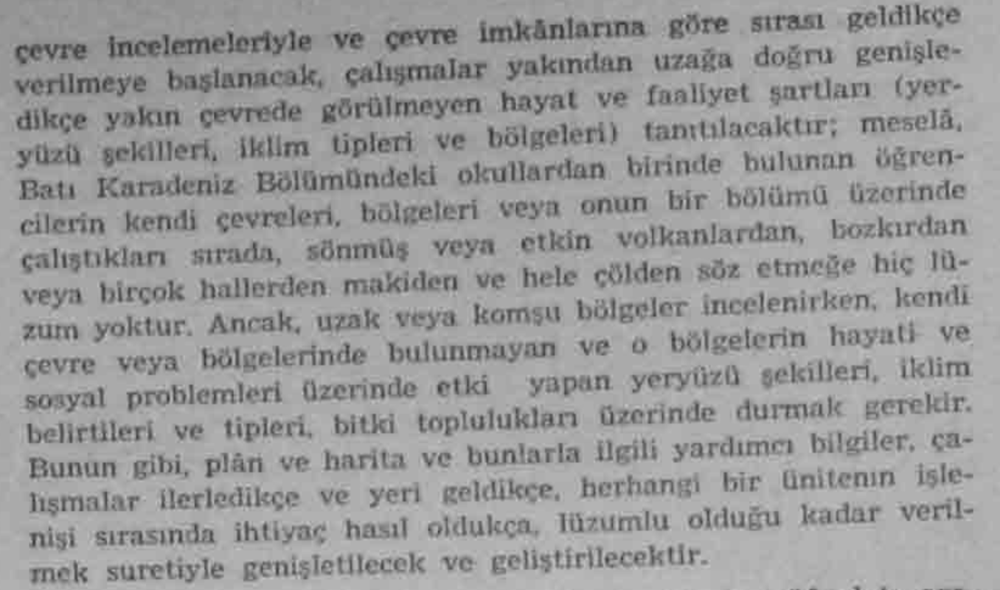 çevre incelemeleriyle ve çevre imkânlarına göre sırası geldikçe
verilmeye başlanacak, çalışmalar yakından uzağa doğru genişle-
dikçe yakın çevrede görülmeyen hayat ve faaliyet şartları (yer-
yüzü şekilleri, iklim tipleri ve bölgeleri) tanıtılacaktır; meselâ,
Batı Karadeniz Bölümündeki okullardan birinde bulunan öğren-
cilerin kendi çevreleri, bölgeleri veya onun bir bölümü üzerinde
çalıştıkları sırada, sönmüş veya etkin volkanlardan, bozkırdan
veya birçok hallerden makiden ve hele çölden söz etmeğe hiç lü-
zum yoktur. Ancak, uzak veya komşu bölgeler incelenirken, kendi
çevre veya bölgelerinde bulunmayan ve o bölgelerin hayati ve
sosyal problemleri üzerinde etki yapan yeryüzü şekilleri, iklim
belirtileri ve tipleri, bitki toplulukları üzerinde durmak gerekir.
Bunun gibi, plân ve harita ve bunlarla ilgili yardımcı bilgiler, ça-
lışmalar ilerledikçe ve yeri geldikçe, herhangi bir ünitenın işle-
nişi sırasında ihtiyaç hasıl oldukça, lüzumlu olduğu kadar veril-
mek suretiyle genişletilecek ve geliştirilecektir.